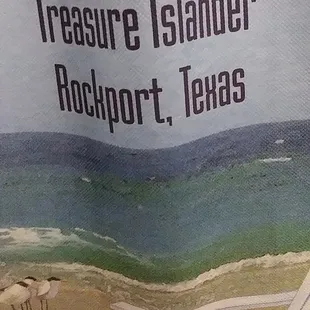 Treasure Islander
Rockport, Texas